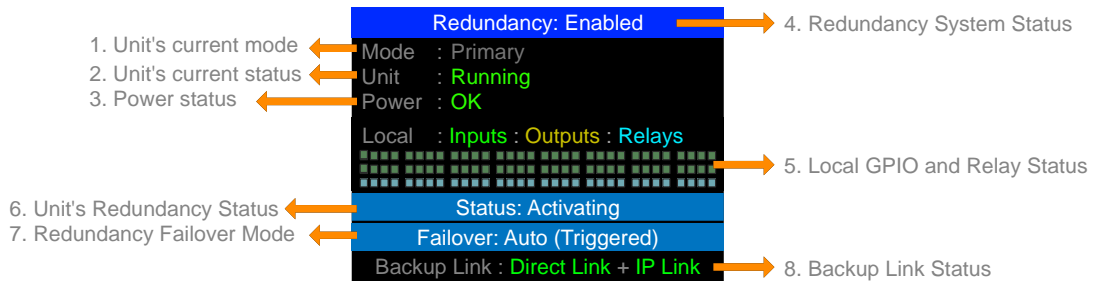 Redundancy: Enabled
4. Redundancy System Status
1. Unit's current mode
Mode : Primary
2. Unit's current status
Unit : Running
3. Power status
Power : OK
Local : Inputs : Outputs : Relays
5. Local GPIO and Relay Status
6. Unit's Redundancy Status
Status: Activating
7. Redundancy Failover Mode
Failover: Auto (Triggered)
Backup Link : Direct Link + IP Link
8. Backup Link Status